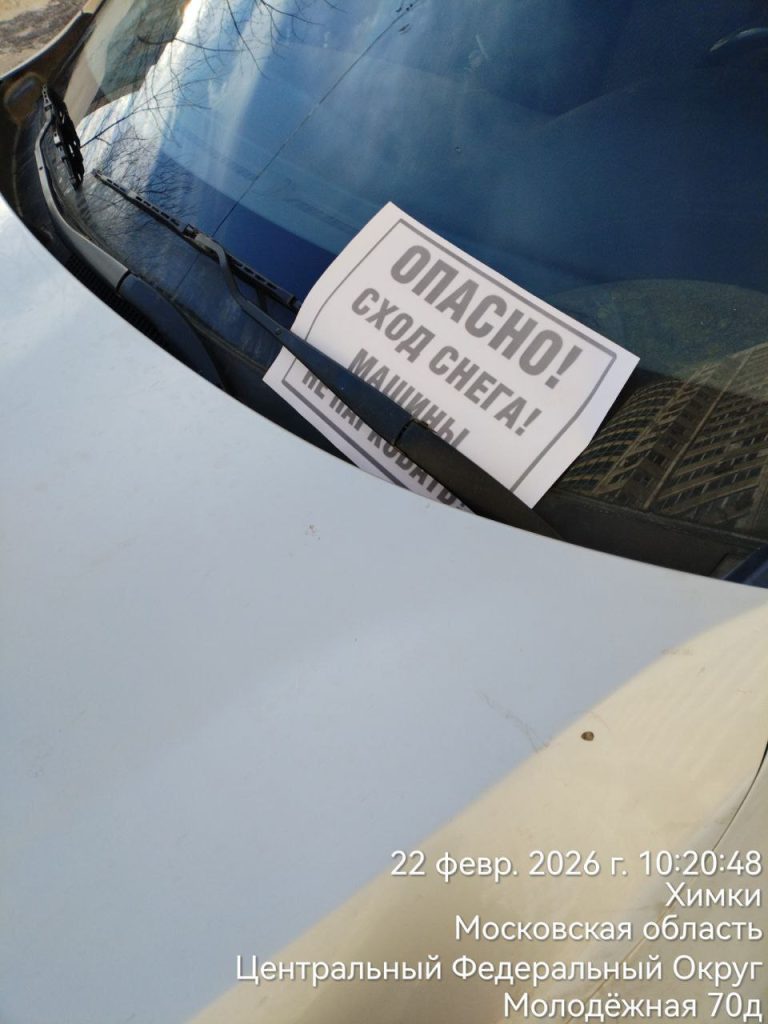 ОПАСНО!
СХОД СНЕГА!
МАШИНЫ
НЕ ПАРКОВАТЬ!
22 февр. 2026 г. 10:20:48
Химки
Московская область
Центральный Федеральный Округ
Молодёжная 70д